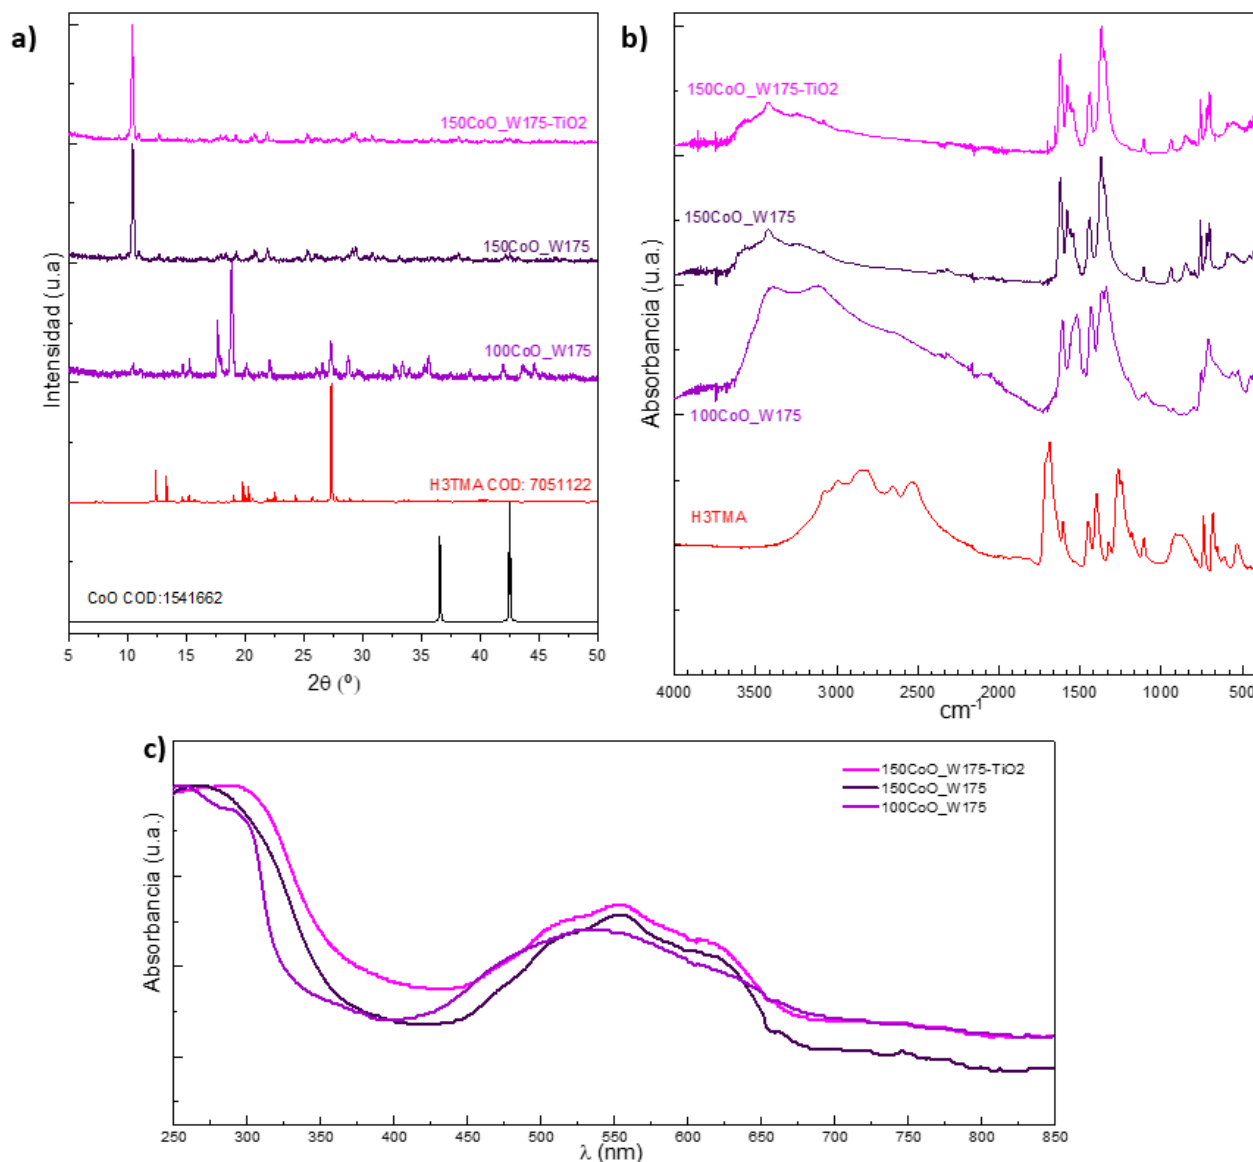 a)
Intensidad (u.a)
150CoO_W175-TiO2
150CoO_W175
100CoO_W175
H3TMA COD: 7051122
CoO COD:1541662
5 10 15 20 25 30 35 40 45 50
2θ (º)
b)
Absorbancia (u.a.)
150CoO_W175-TiO2
150CoO_W175
100CoO_W175
H3TMA
4000 3500 3000 2500 2000 1500 1000 500
cm-1
c)
Absorbancia (u.a.)
150CoO_W175-TiO2
150CoO_W175
100CoO_W175
250 300 350 400 450 500 550 600 650 700 750 800 850
λ (nm)